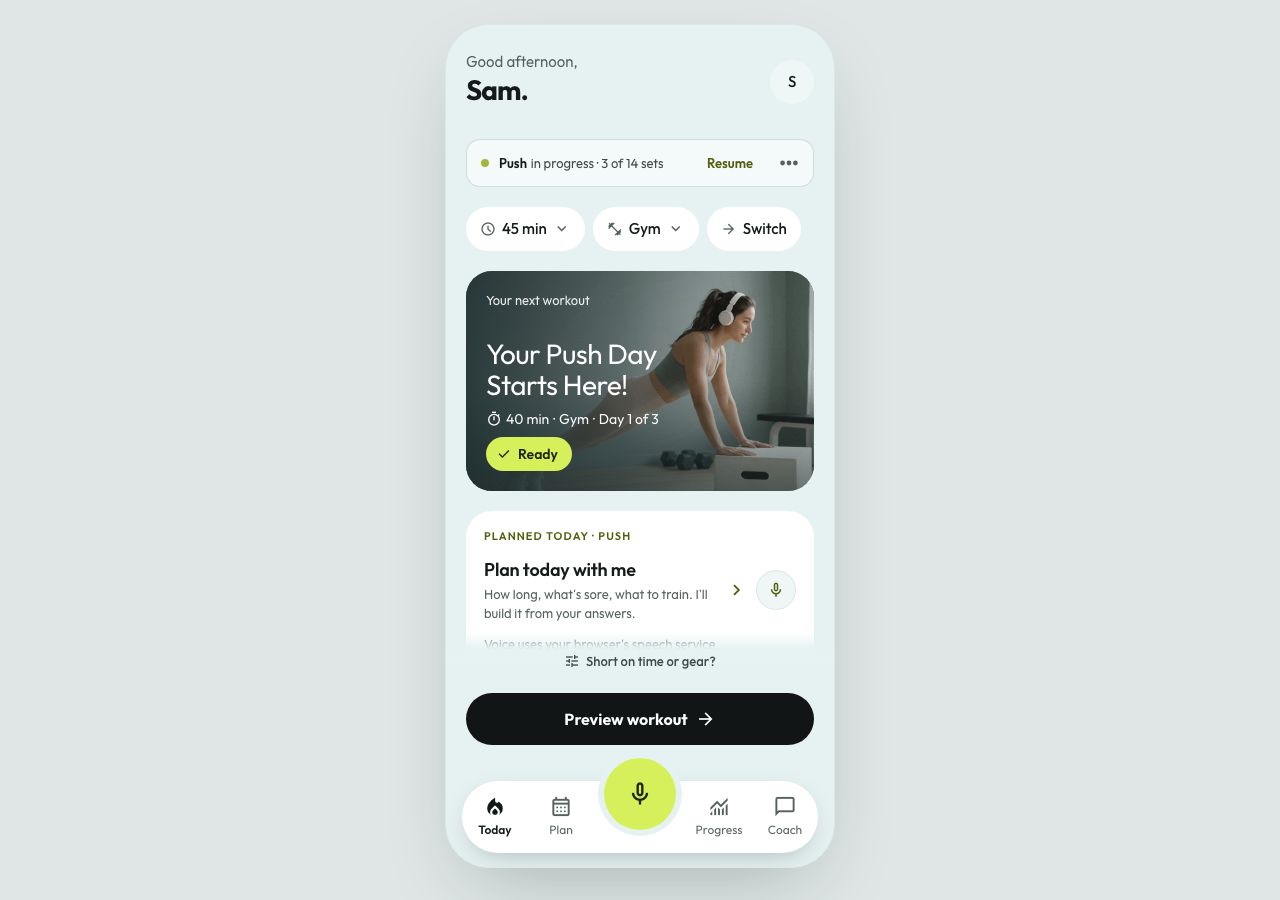 Good afternoon,
Sam.
S
Push in progress · 3 of 14 sets
Resume
•••
45 min
Gym
Switch
Your next workout
Your Push Day
Starts Here!
40 min · Gym · Day 1 of 3
Ready
PLANNED TODAY · PUSH
Plan today with me
How long, what's sore, what to train. I'll
build it from your answers.
Voice uses your browser's speech service
Short on time or gear?
Preview workout
Today
Plan
Progress
Coach